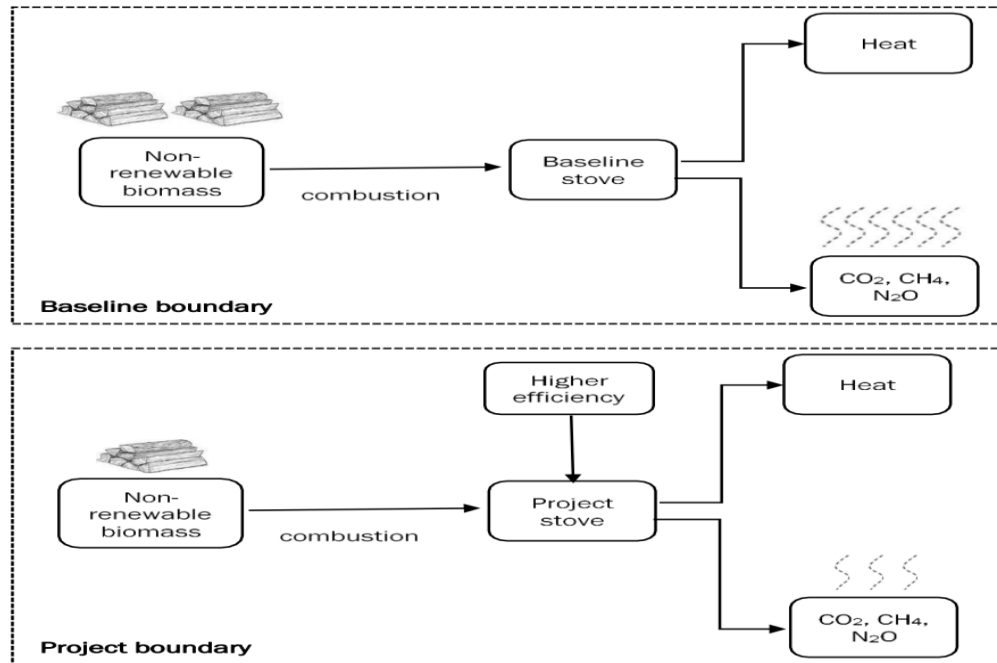 Heat
Non-
renewable
biomass
combustion
Baseline
stove
CO₂, CH₄,
N₂O
Baseline boundary
Higher
efficiency
Heat
Non-
renewable
biomass
combustion
Project
stove
CO₂, CH₄,
N₂O
Project boundary